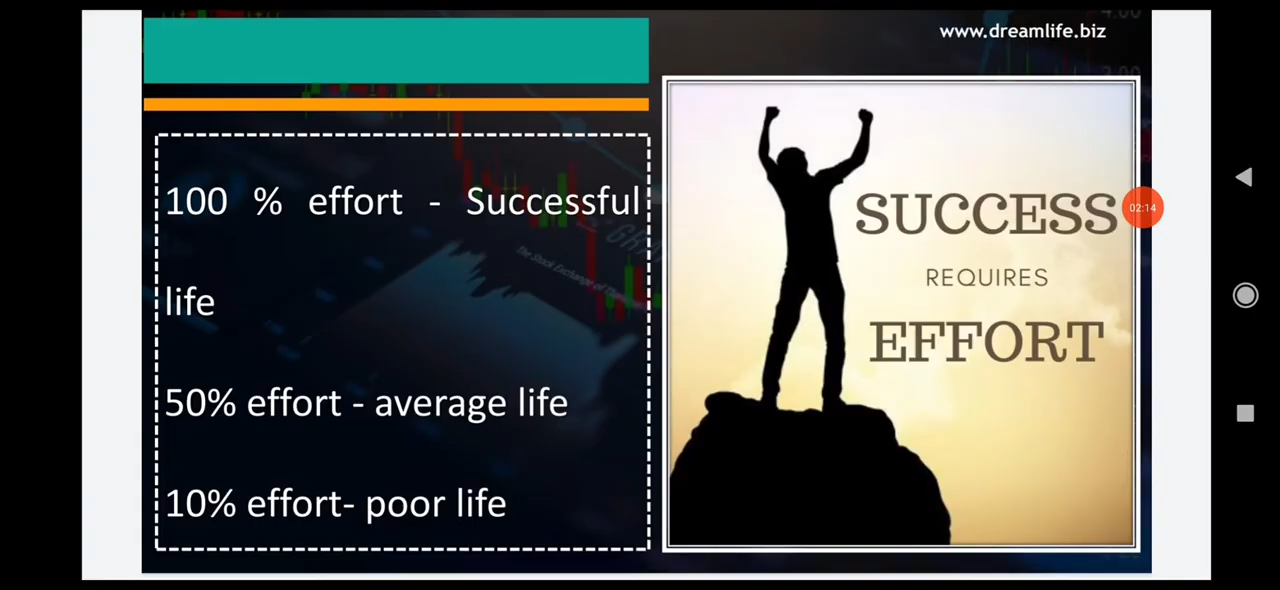 www.dreamlife.biz
100 % effort - Successful
life
50% effort - average life
10% effort- poor life
SUCCESS
REQUIRES
EFFORT
02:14